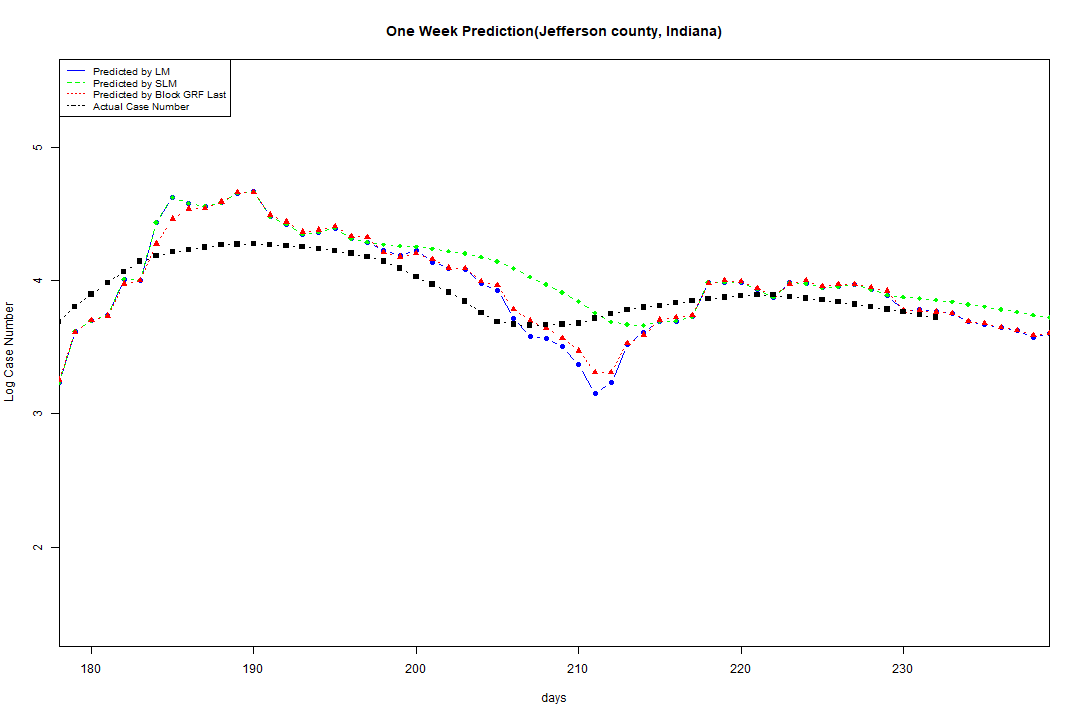 One Week Prediction(Jefferson county, Indiana)
Predicted by LM
Predicted by SLM
Predicted by Block GRF Last
Actual Case Number
5
4
3
2
Log Case Number
180 190 200 210 220 230
days